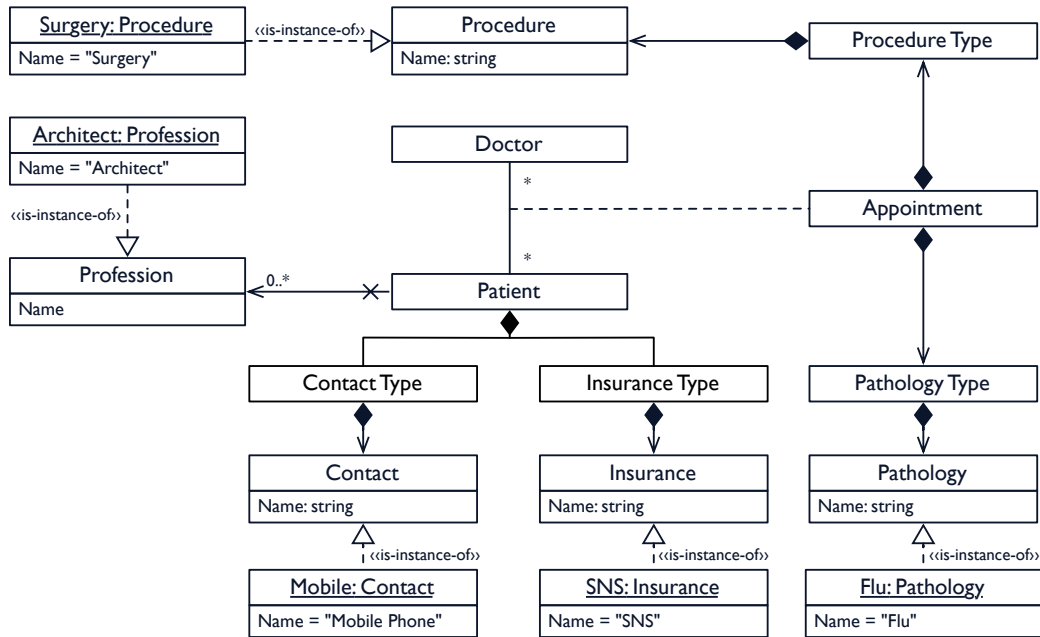 Surgery: Procedure
Name = "Surgery"
‹‹is-instance-of››
Procedure
Name: string
Procedure Type
Architect: Profession
Name = "Architect"
‹‹is-instance-of››
Doctor
*
Appointment
*
Profession
Name
0..*
Patient
Contact Type
Insurance Type
Pathology Type
Contact
Name: string
Insurance
Name: string
Pathology
Name: string
‹‹is-instance-of››
‹‹is-instance-of››
‹‹is-instance-of››
Mobile: Contact
Name = "Mobile Phone"
SNS: Insurance
Name = "SNS"
Flu: Pathology
Name = "Flu"